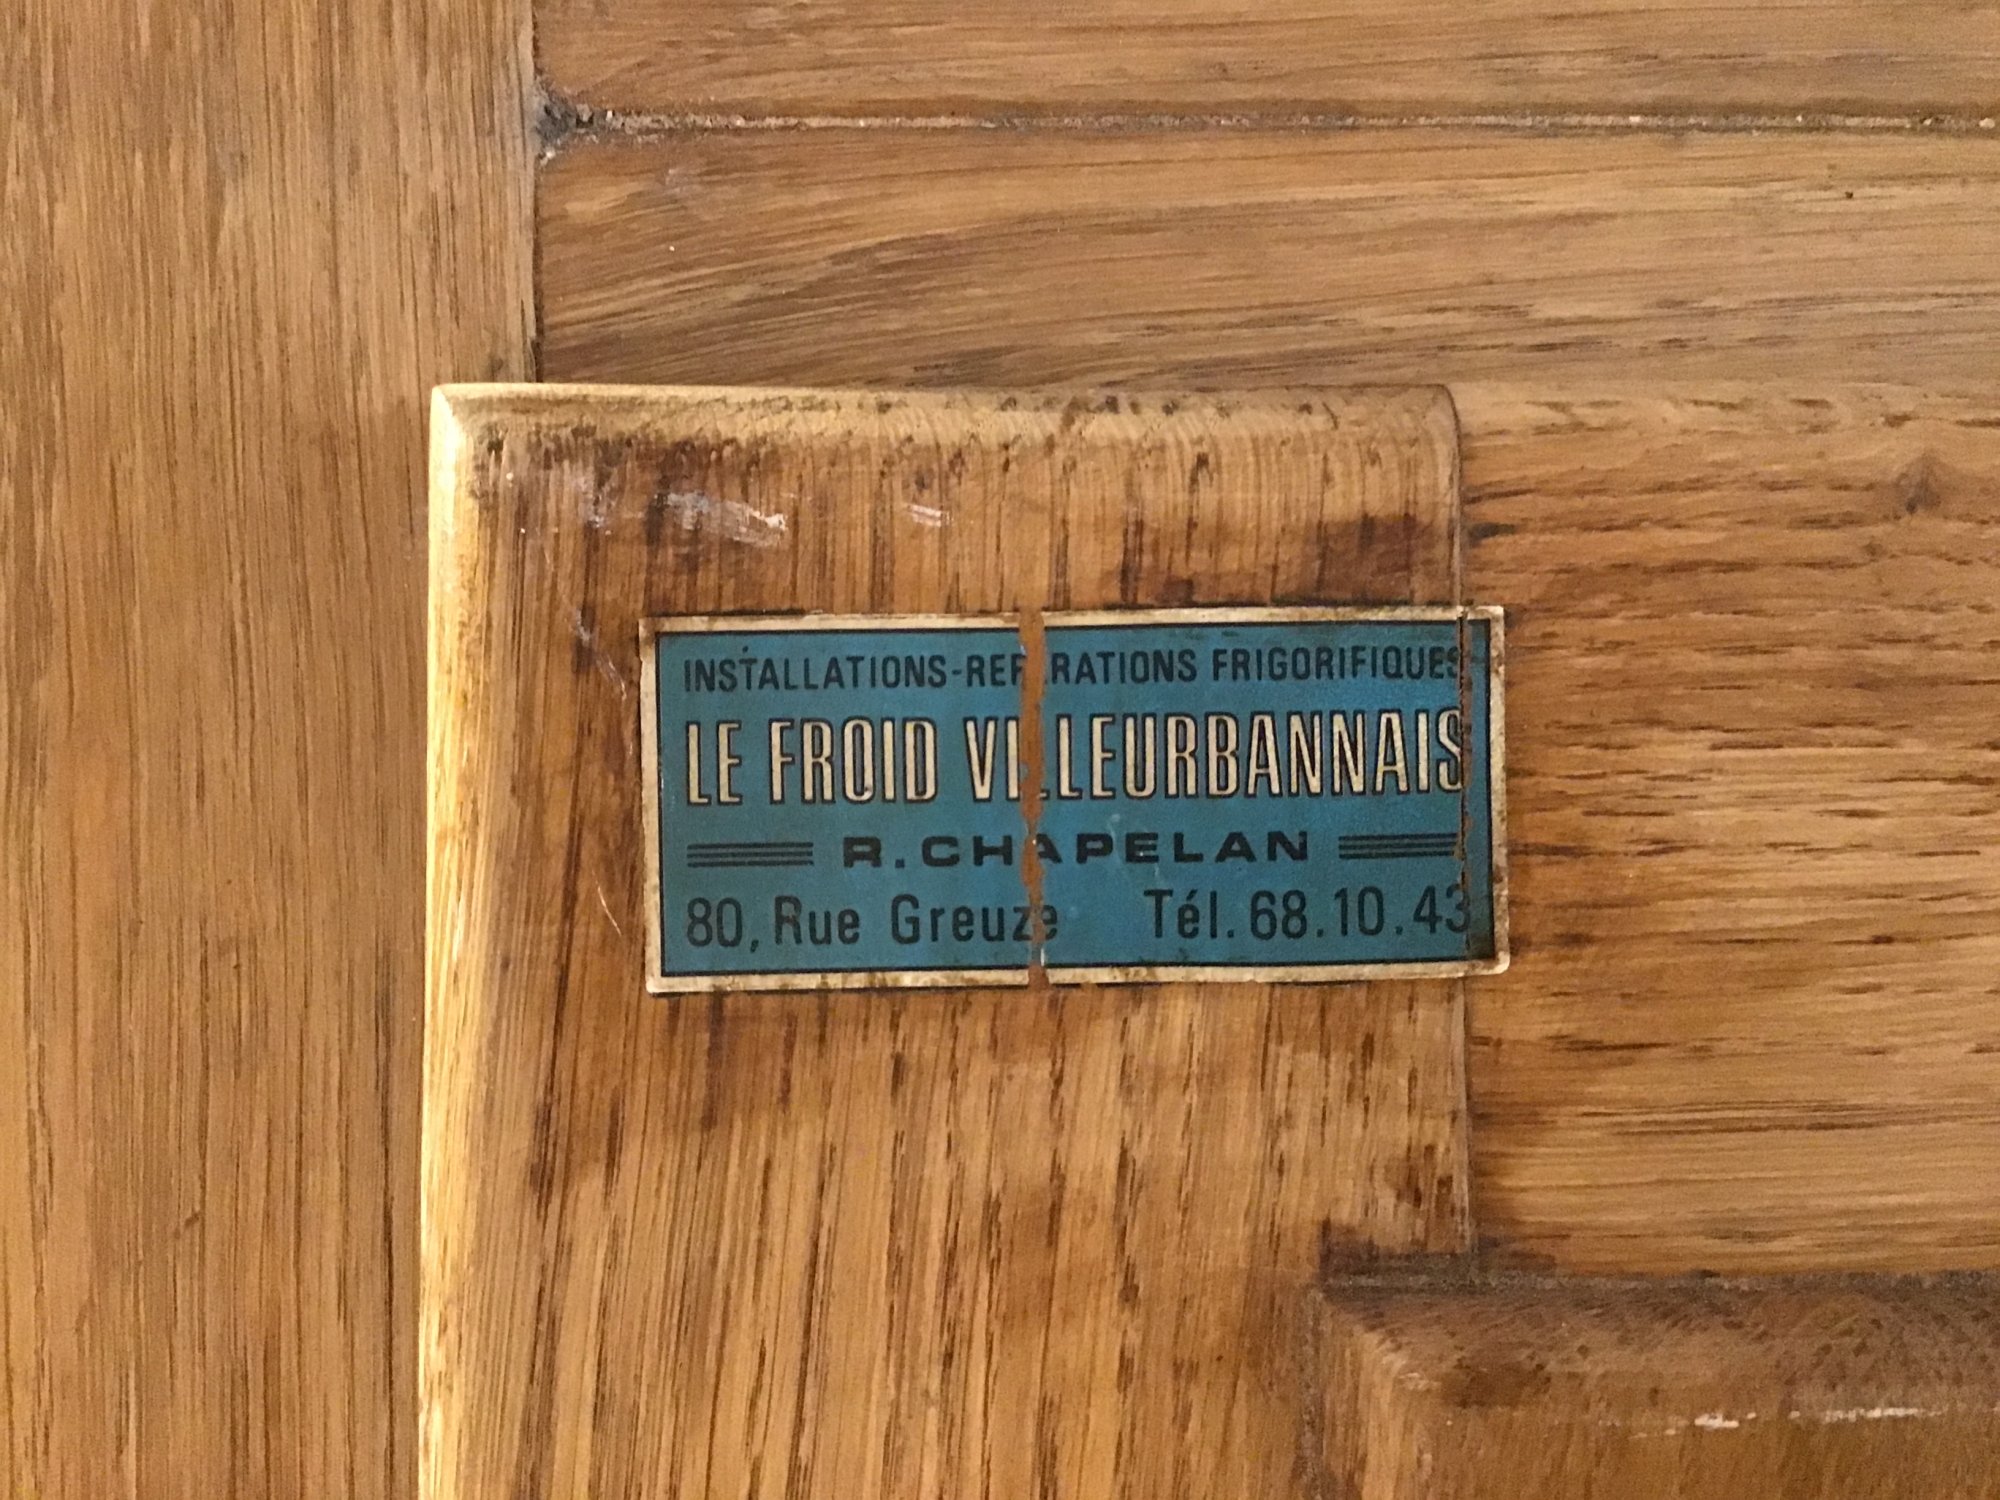 INSTALLATIONS-REPARATIONS FRIGORIFIQUES
LE FROID VILLEURBANNAIS
R. CHAPELAN
80, Rue Greuze Tél. 68.10.43